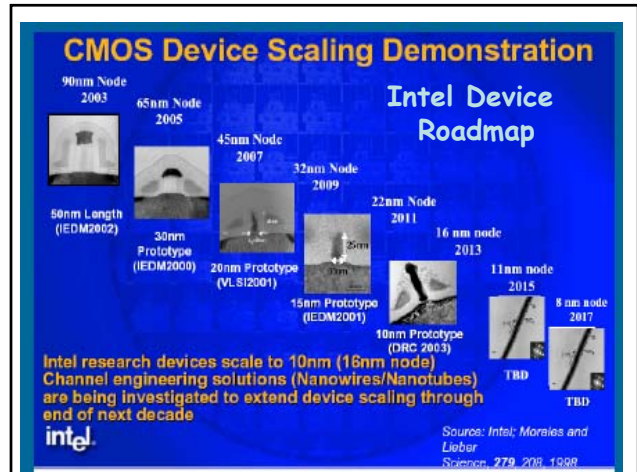 CMOS Device Scaling Demonstration
Intel Device
Roadmap
90nm Node
2003
65nm Node
2005
45nm Node
2007
32nm Node
2009
22nm Node
2011
16 nm node
2013
11nm node
2015
8 nm node
2017
50nm Length
(IEDM2002)
30nm
Prototype
(IEDM2000)
20nm Prototype
(VLSI2001)
25nm
15nm Prototype
(IEDM2001)
10nm Prototype
(DRC 2003)
TBD
TBD
Intel research devices scale to 10nm (16nm node)
Channel engineering solutions (Nanowires/Nanotubes)
are being investigated to extend device scaling through
end of next decade
intel.
Source: Intel; Morales and
Lieber
Science, 279, 208, 1998